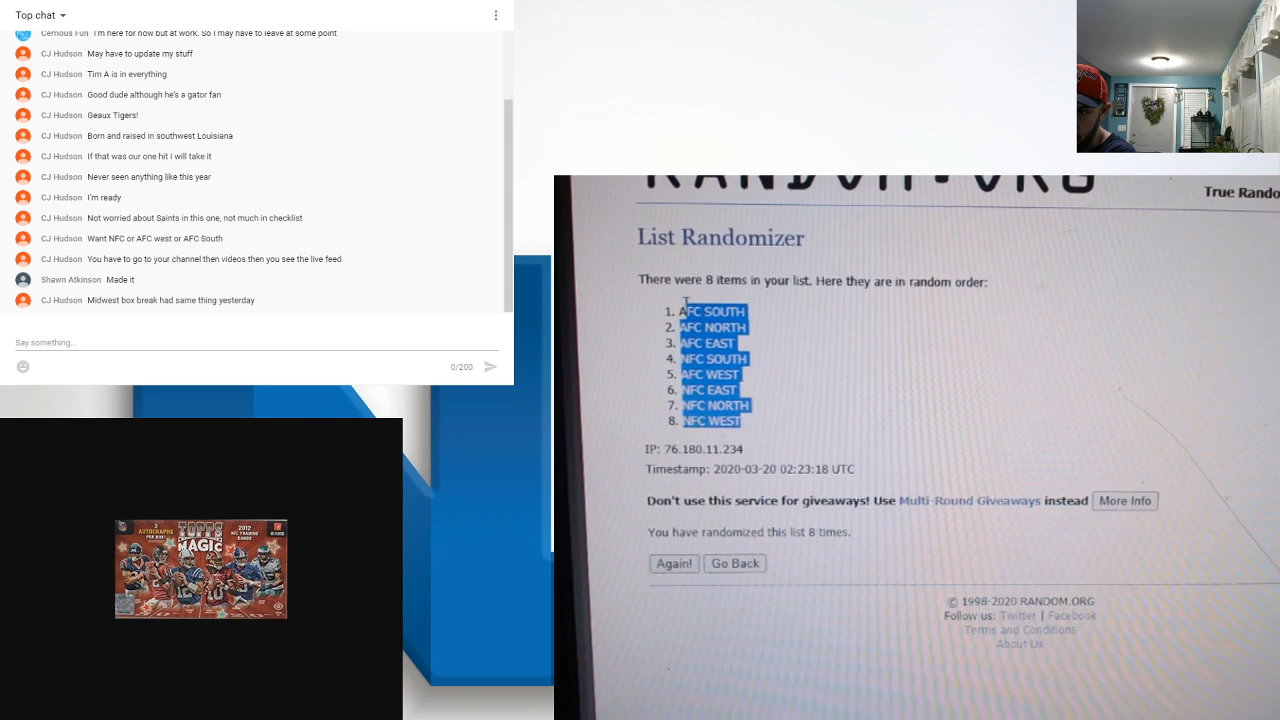 Top chat
Cernous Fun I'm here for now but at work. So I may have to leave at some point
CJ Hudson May have to update my stuff
CJ Hudson Tim A is in everything
CJ Hudson Good dude although he's a gator fan
CJ Hudson Geaux Tigers!
CJ Hudson Born and raised in southwest Louisiana
CJ Hudson If that was our one hit I will take it
CJ Hudson Never seen anything like this year
CJ Hudson I'm ready
CJ Hudson Not worried about Saints in this one, not much in checklist
CJ Hudson Want NFC or AFC west or AFC South
CJ Hudson You have to go to your channel then videos then you see the live feed
Shawn Atkinson Made it
CJ Hudson Midwest box break had same thing yesterday
Say something...
0/200
RANDOM.ORG
True Rando
List Randomizer
There were 8 items in your list. Here they are in random order:
1. AFC SOUTH
2. AFC NORTH
3. AFC EAST
4. NFC SOUTH
5. AFC WEST
6. NFC EAST
7. NFC NORTH
8. NFC WEST
IP: 76.180.11.234
Timestamp: 2020-03-20 02:23:18 UTC
Don't use this service for giveaways! Use Multi-Round Giveaways instead More Info
You have randomized this list 8 times.
Again! Go Back
© 1998-2020 RANDOM.ORG
Follow us: Twitter | Facebook
Terms and Conditions
About Us
3 AUTOGRAPHS PER BOX!
TOPPS MAGIC
2012 NFL TRADING CARDS